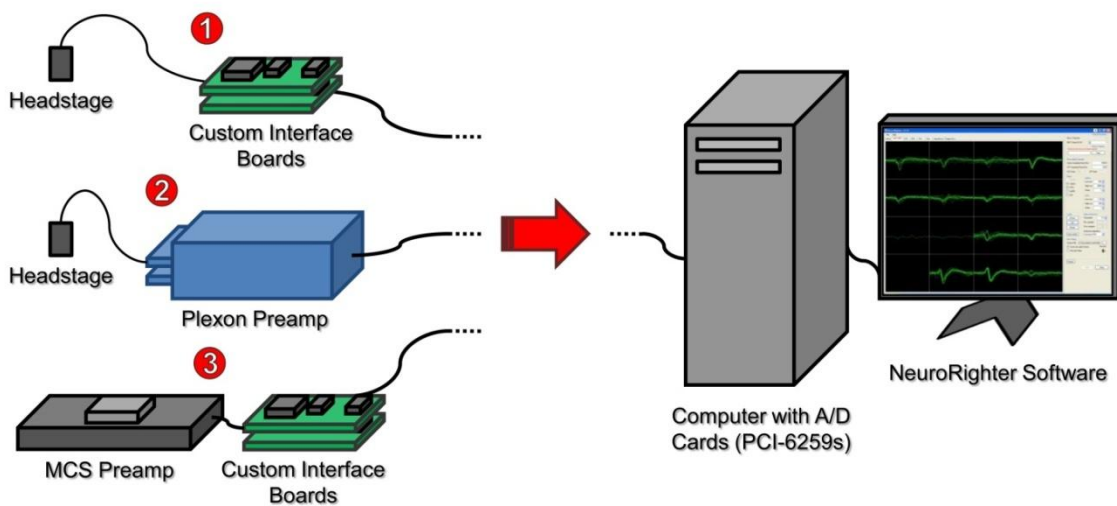 1
Headstage
Custom Interface
Boards
2
Headstage
Plexon Preamp
3
MCS Preamp
Custom Interface
Boards
Computer with A/D
Cards (PCI-6259s)
NeuroRighter Software